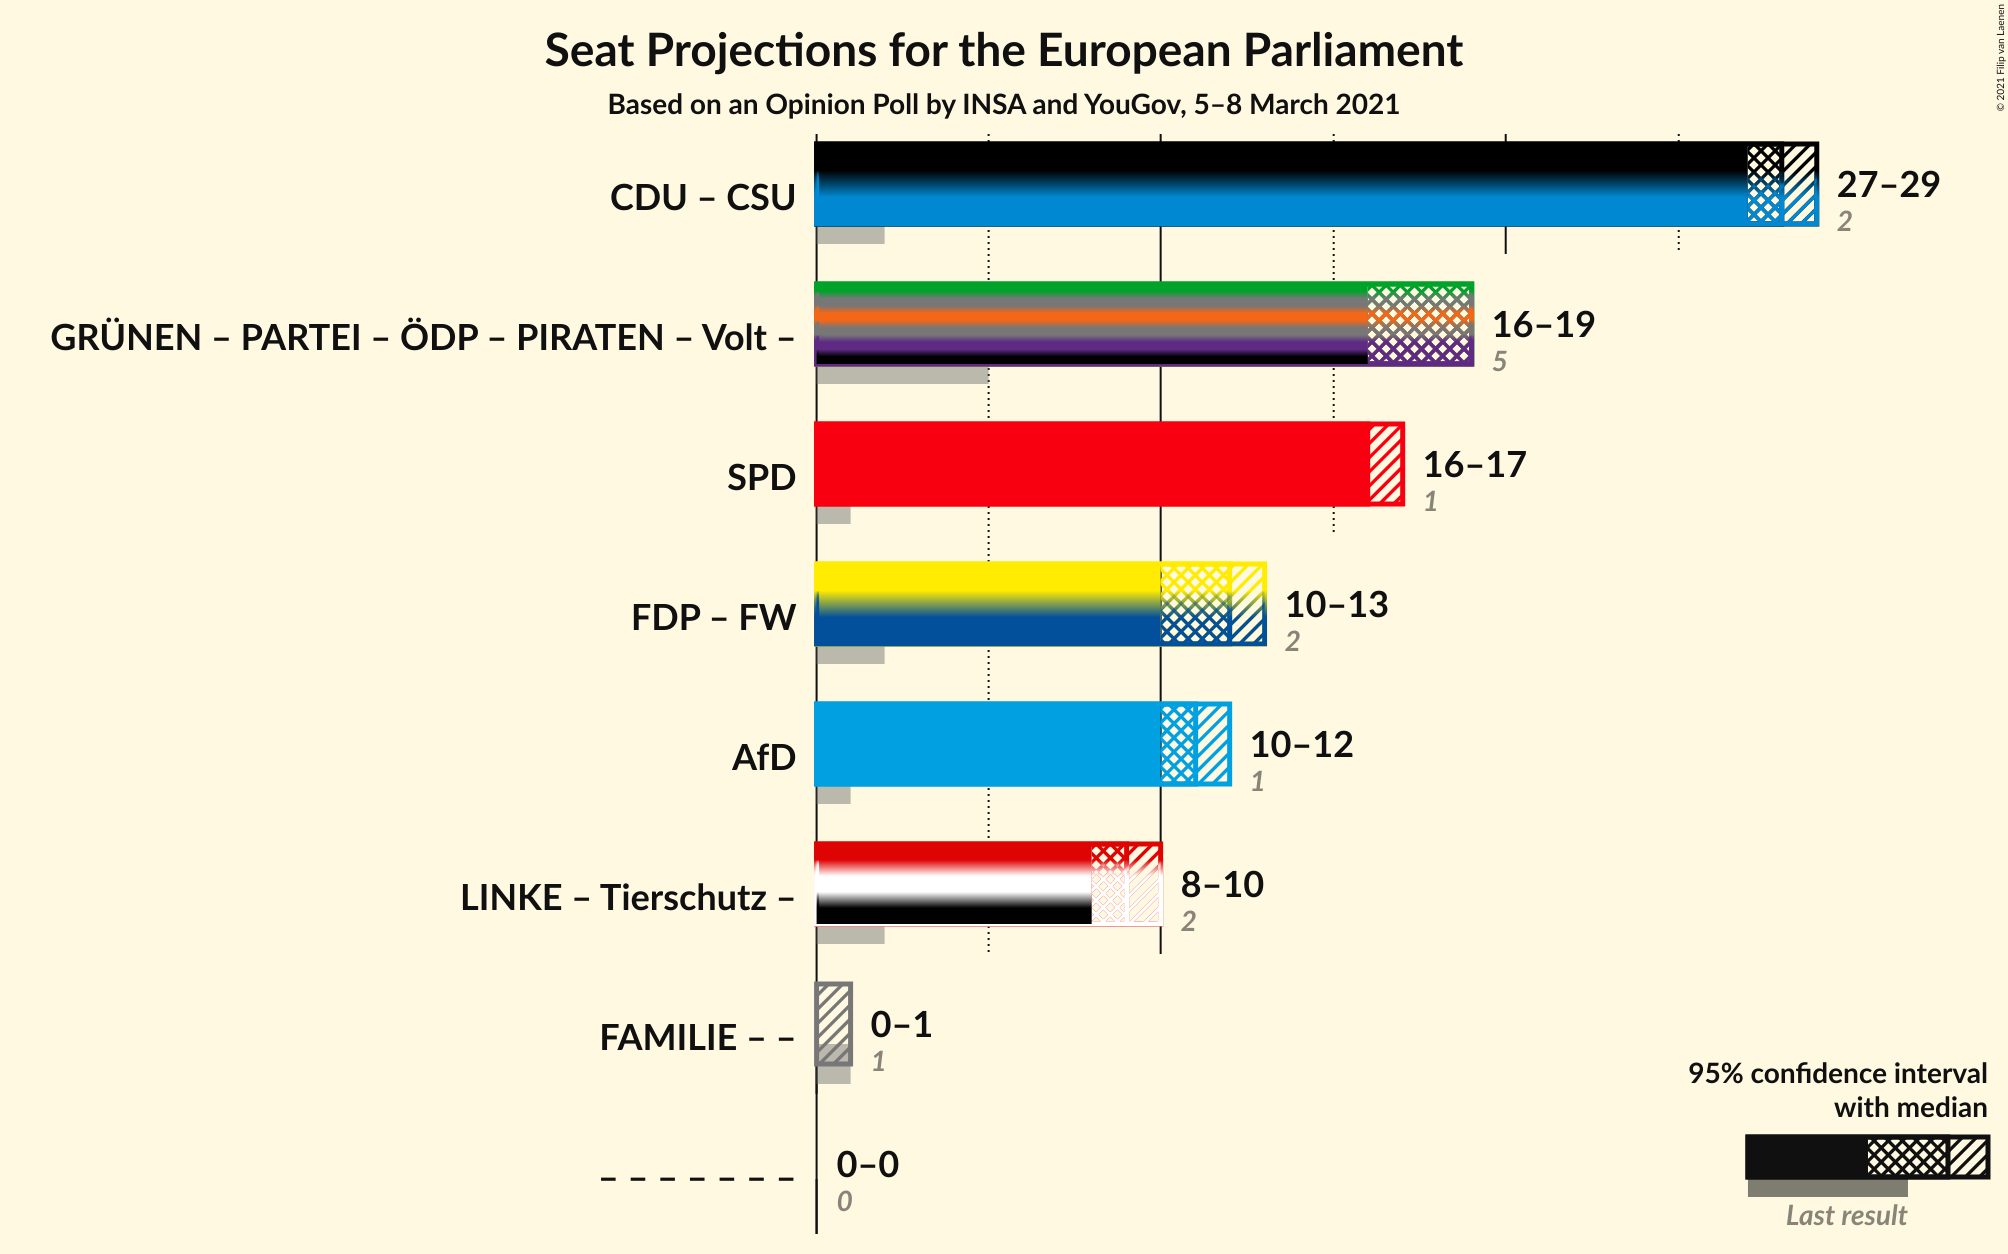 Seat Projections for the European Parliament
Based on an Opinion Poll by INSA and YouGov, 5–8 March 2021
© 2021 Filip van Laenen
CDU – CSU
27–29
2
GRÜNEN – PARTEI – ÖDP – PIRATEN – Volt –
16–19
5
SPD
16–17
1
FDP – FW
10–13
2
AfD
10–12
1
LINKE – Tierschutz –
8–10
2
FAMILIE – –
0–1
1
– – – – – – –
0–0
0
95% confidence interval
with median
Last result